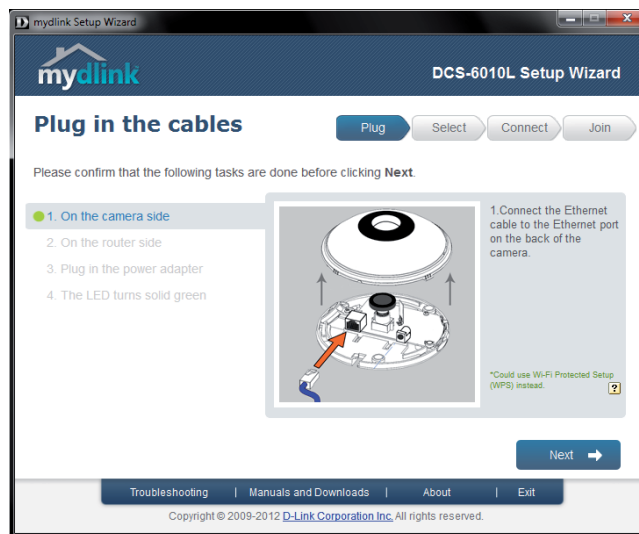 mydlink Setup Wizard
mydlink
DCS-6010L Setup Wizard
Plug in the cables
Plug
Select
Connect
Join
Please confirm that the following tasks are done before clicking Next.
1. On the camera side
2. On the router side
3. Plug in the power adapter
4. The LED turns solid green
1.Connect the Ethernet
cable to the Ethernet port
on the back of the
camera.
*Could use Wi-Fi Protected Setup
(WPS) instead.
?
Next
Troubleshooting | Manuals and Downloads | About | Exit
Copyright © 2009-2012 D-Link Corporation Inc. All rights reserved.